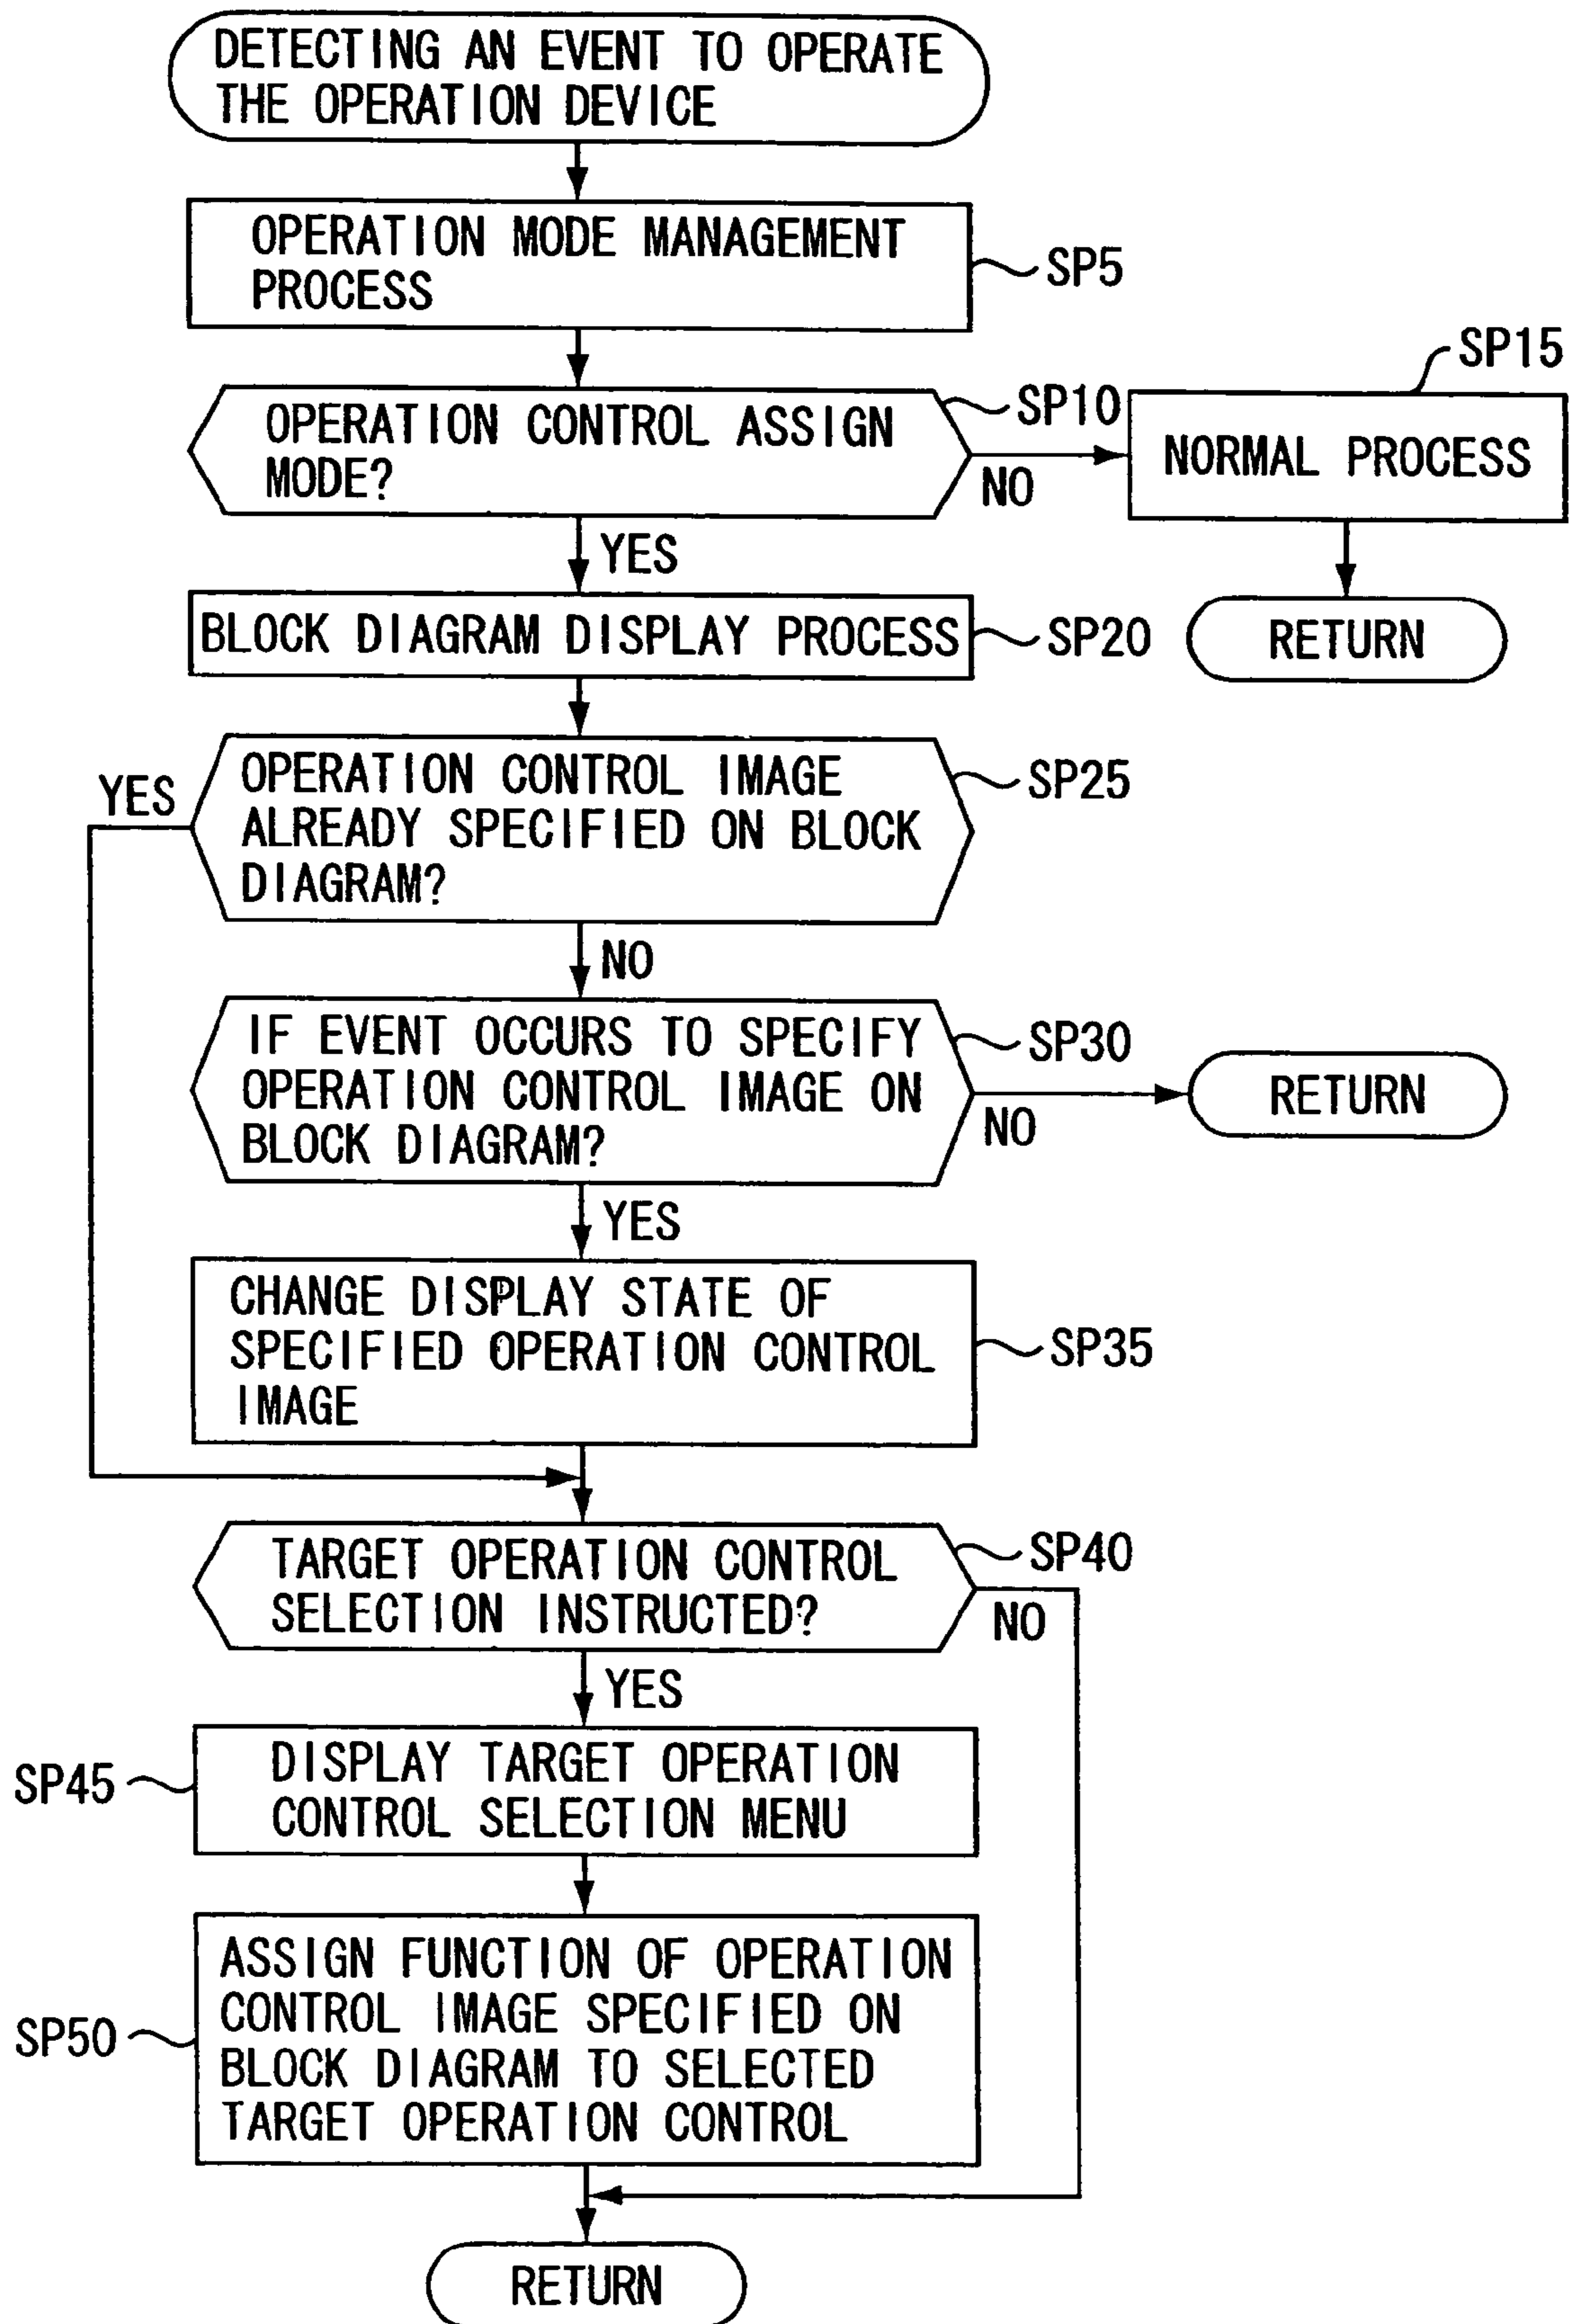 DETECTING AN EVENT TO OPERATE
THE OPERATION DEVICE
OPERATION MODE MANAGEMENT
PROCESS
SP5
OPERATION CONTROL ASSIGN
MODE?
SP10
NO
SP15
NORMAL PROCESS
RETURN
YES
BLOCK DIAGRAM DISPLAY PROCESS
SP20
OPERATION CONTROL IMAGE
ALREADY SPECIFIED ON BLOCK
DIAGRAM?
SP25
YES
NO
IF EVENT OCCURS TO SPECIFY
OPERATION CONTROL IMAGE ON
BLOCK DIAGRAM?
SP30
NO
RETURN
YES
CHANGE DISPLAY STATE OF
SPECIFIED OPERATION CONTROL
IMAGE
SP35
TARGET OPERATION CONTROL
SELECTION INSTRUCTED?
SP40
NO
YES
DISPLAY TARGET OPERATION
CONTROL SELECTION MENU
SP45
ASSIGN FUNCTION OF OPERATION
CONTROL IMAGE SPECIFIED ON
BLOCK DIAGRAM TO SELECTED
TARGET OPERATION CONTROL
SP50
RETURN